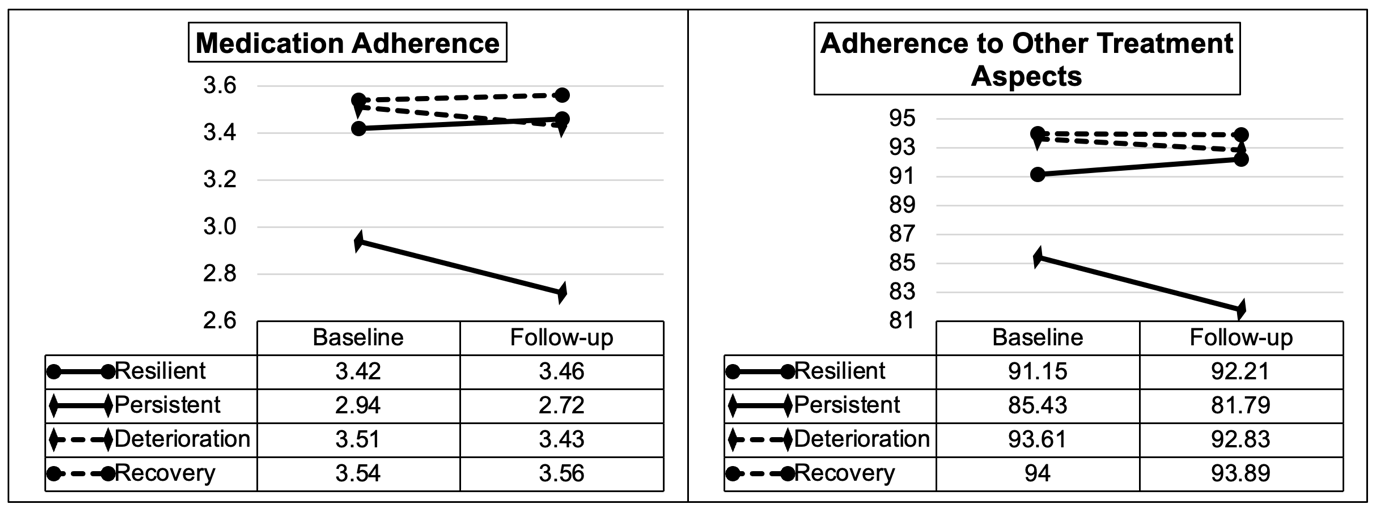 Medication Adherence
3.6
3.4
3.2
3.0
2.8
2.6
Baseline Follow-up
Resilient 3.42 3.46
Persistent 2.94 2.72
Deterioration 3.51 3.43
Recovery 3.54 3.56
Adherence to Other Treatment
Aspects
95
93
91
89
87
85
83
81
Baseline Follow-up
Resilient 91.15 92.21
Persistent 85.43 81.79
Deterioration 93.61 92.83
Recovery 94 93.89